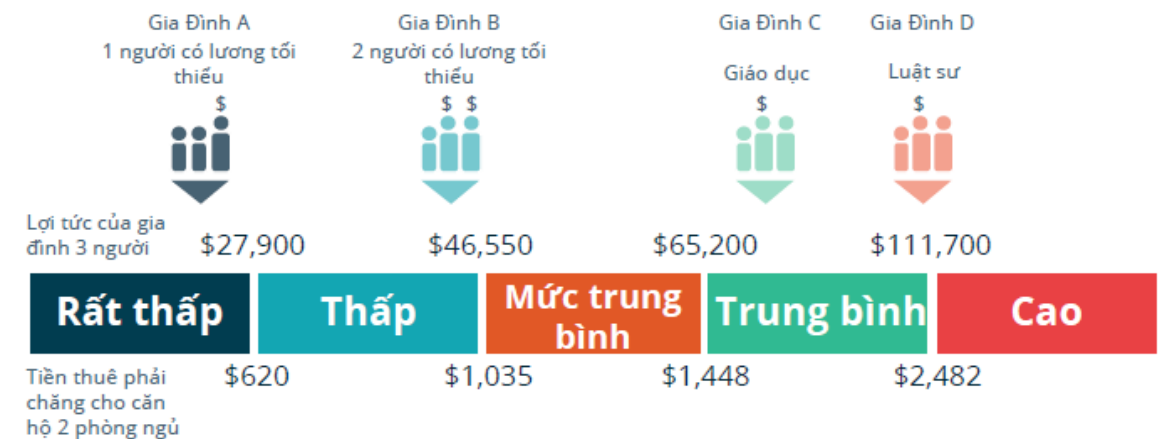 Gia Đình A
1 người có lương tối
thiểu
$
Gia Đình B
2 người có lương tối
thiểu
$ $
Gia Đình C
Giáo dục
$
Gia Đình D
Luật sư
$
Lợi tức của gia
đình 3 người
$27,900
$46,550
$65,200
$111,700
Rất thấp
Thấp
Mức trung
bình
Trung bình
Cao
Tiền thuê phải
chăng cho căn
hộ 2 phòng ngủ
$620
$1,035
$1,448
$2,482